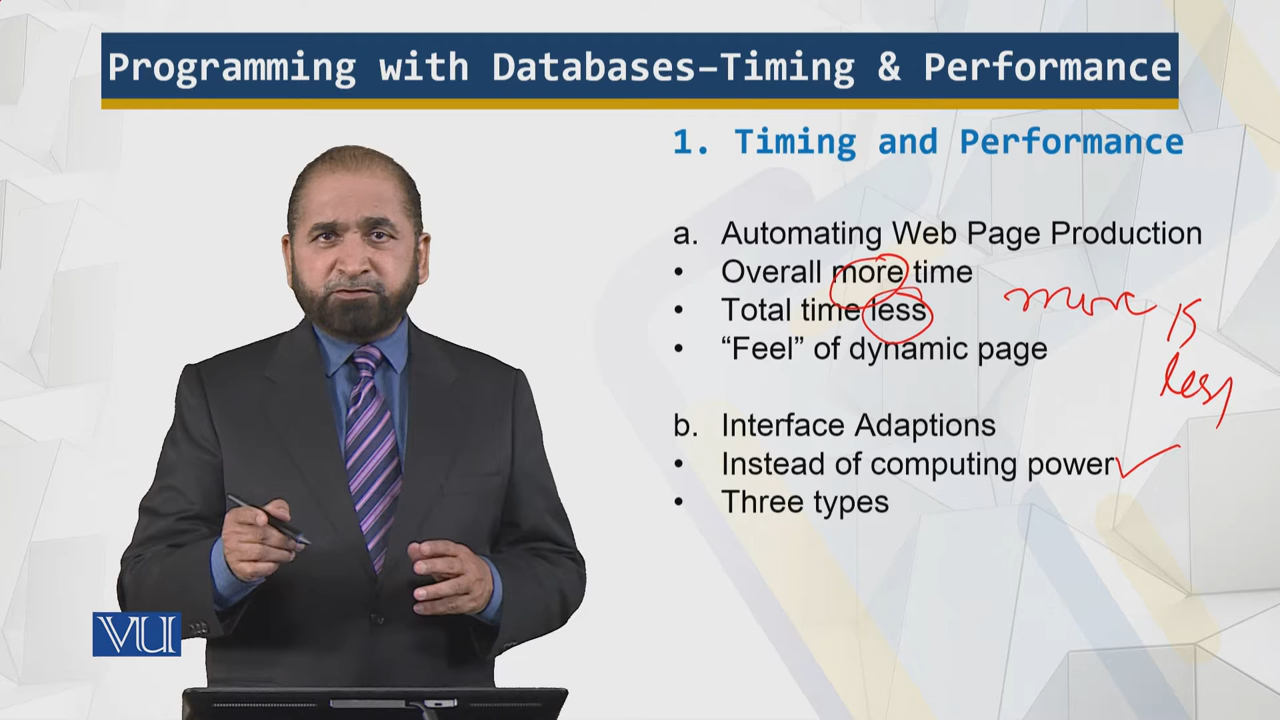 Programming with Databases–Timing & Performance
1. Timing and Performance
a. Automating Web Page Production
• Overall more time
• Total time less
• “Feel” of dynamic page
more is
less
b. Interface Adaptions
• Instead of computing power
• Three types
VU